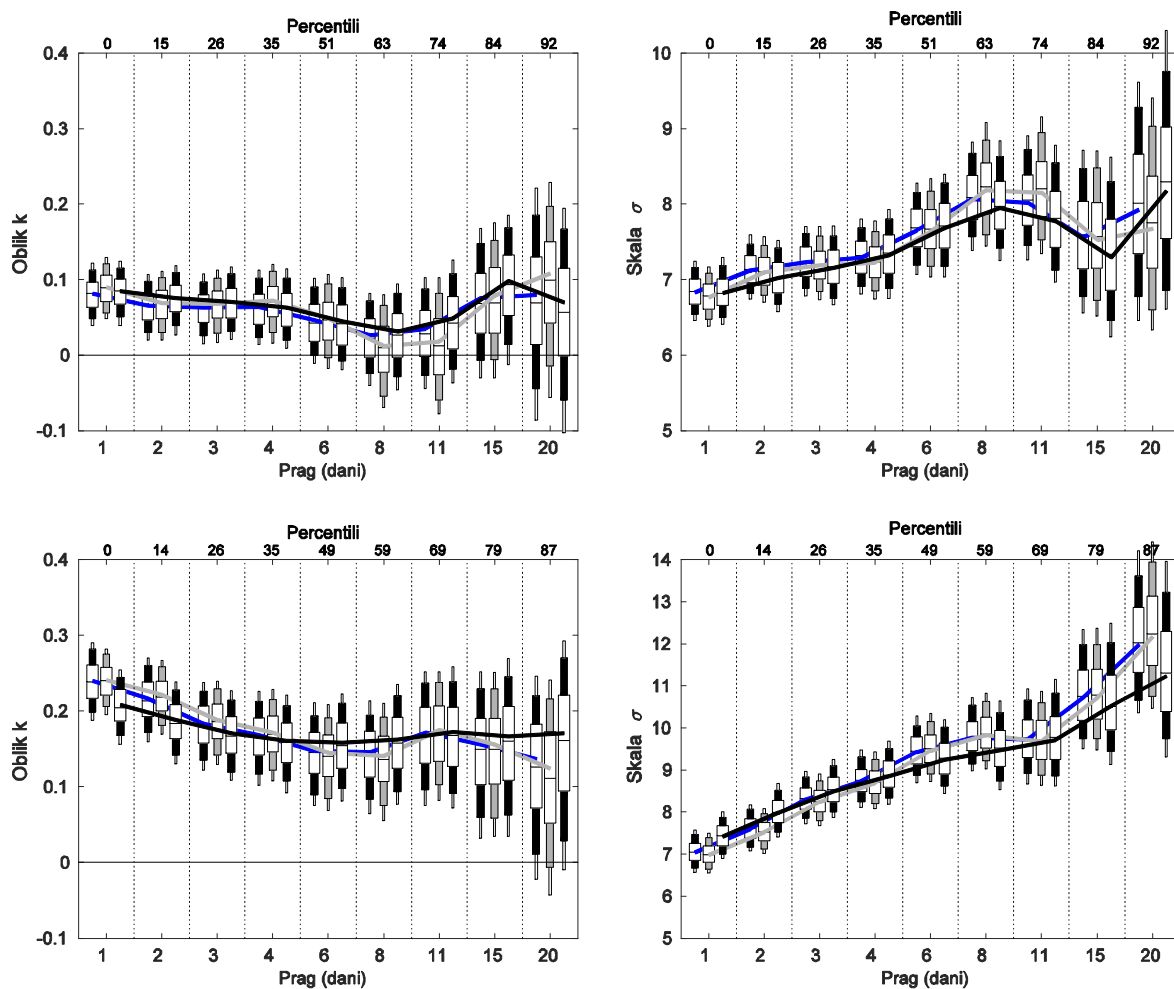 Percentili
0 15 26 35 51 63 74 84 92
0.4
0.3
0.2
0.1
0
-0.1
Oblik k
1 2 3 4 6 8 11 15 20
Prag (dani)
Percentili
0 15 26 35 51 63 74 84 92
10
9
8
7
6
5
Skala σ
1 2 3 4 6 8 11 15 20
Prag (dani)
Percentili
0 14 26 35 49 59 69 79 87
0.4
0.3
0.2
0.1
0
-0.1
Oblik k
1 2 3 4 6 8 11 15 20
Prag (dani)
Percentili
0 14 26 35 49 59 69 79 87
14
13
12
11
10
9
8
7
6
5
Skala σ
1 2 3 4 6 8 11 15 20
Prag (dani)